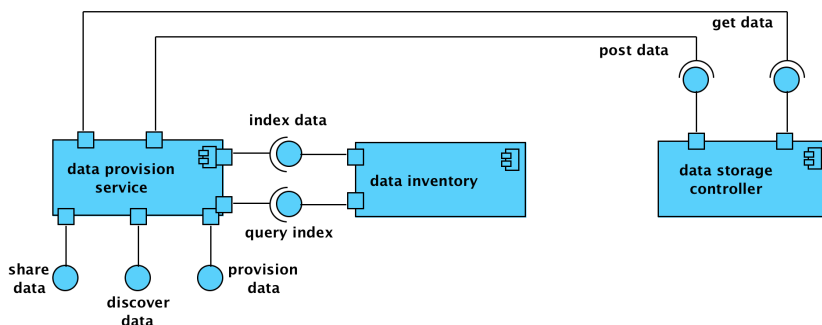 get data
post data
index data
data provision
service
data inventory
data storage
controller
query index
share
data
discover
data
provision
data